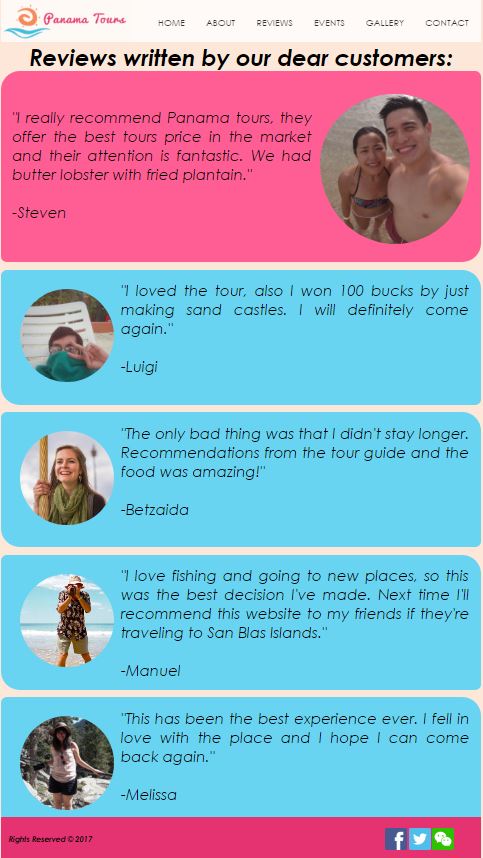 Panama Tours
HOME ABOUT REVIEWS EVENTS GALLERY CONTACT
Reviews written by our dear customers:
"I really recommend Panama tours, they
offer the best tours price in the market
and their attention is fantastic. We had
butter lobster with fried plantain."
-Steven
"I loved the tour, also I won 100 bucks by just
making sand castles. I will definitely come
again."
-Luigi
"The only bad thing was that I didn't stay longer.
Recommendations from the tour guide and the
food was amazing!"
-Betzaida
"I love fishing and going to new places, so this
was the best decision I've made. Next time I'll
recommend this website to my friends if they're
traveling to San Blas Islands."
-Manuel
"This has been the best experience ever. I fell in
love with the place and I hope I can come
back again."
-Melissa
Rights Reserved © 2017